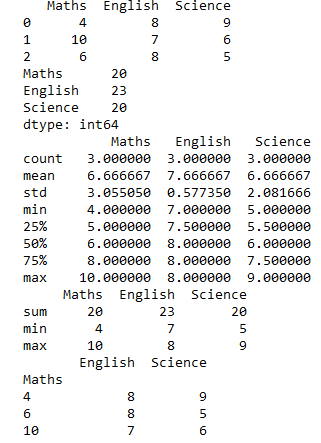 Maths  English  Science
0      4        8        9
1     10        7        6
2      6        8        5
Maths      20
English    23
Science    20
dtype: int64
           Maths   English   Science
count   3.000000  3.000000  3.000000
mean    6.666667  7.666667  6.666667
std     3.055050  0.577350  2.081666
min     4.000000  7.000000  5.000000
25%     5.000000  7.500000  5.500000
50%     6.000000  8.000000  6.000000
75%     8.000000  8.000000  7.500000
max    10.000000  8.000000  9.000000
     Maths  English  Science
sum     20       23       20
min      4        7        5
max     10        8        9
       English  Science
Maths
4            8        9
6            8        5
10           7        6